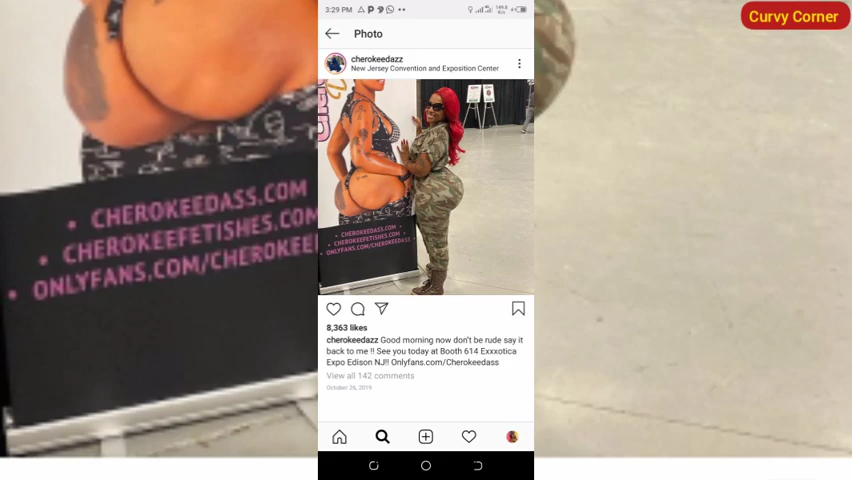 Curvy Corner
3:29 PM
149.8
K/s
Photo
cherokeedazz
New Jersey Convention and Exposition Center
CHEROKEEDASS.COM
CHEROKEEFETISHES.COM
ONLYFANS.COM/CHEROKEEDASS
8,363 likes
cherokeedazz Good morning now don't be rude say it
back to me !! See you today at Booth 614 Exxxotica
Expo Edison NJ!! Onlyfans.com/Cherokeedass
View all 142 comments
October 26, 2019
• CHEROKEEDASS.COM
• CHEROKEEFETISHES.COM
• ONLYFANS.COM/CHEROKEE